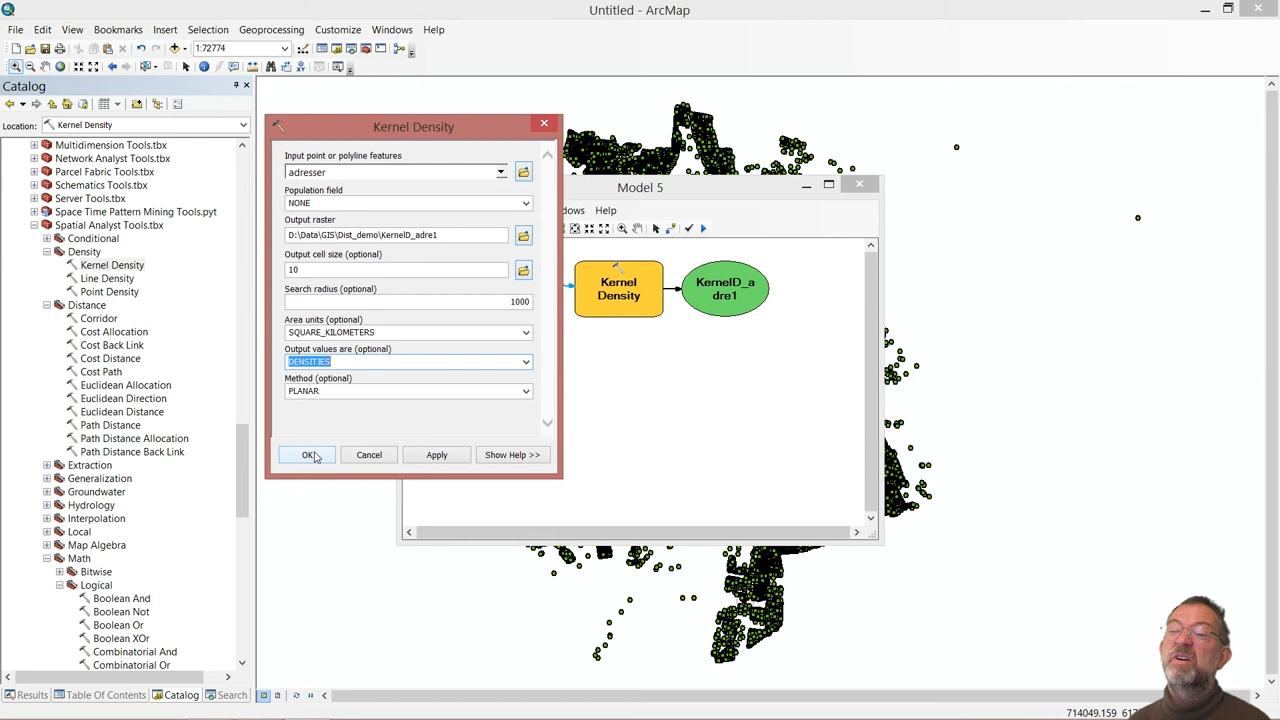 Untitled - ArcMap
File Edit View Bookmarks Insert Selection Geoprocessing Customize Windows Help
1:72774
Catalog
Location: Kernel Density
Multidimension Tools.tbx
Network Analyst Tools.tbx
Parcel Fabric Tools.tbx
Schematics Tools.tbx
Server Tools.tbx
Space Time Pattern Mining Tools.pyt
Spatial Analyst Tools.tbx
Conditional
Density
Kernel Density
Line Density
Point Density
Distance
Corridor
Cost Allocation
Cost Back Link
Cost Distance
Cost Path
Euclidean Allocation
Euclidean Direction
Euclidean Distance
Path Distance
Path Distance Allocation
Path Distance Back Link
Extraction
Generalization
Groundwater
Hydrology
Interpolation
Local
Map Algebra
Math
Bitwise
Logical
Boolean And
Boolean Not
Boolean Or
Boolean XOr
Combinatorial And
Combinatorial Or
Results Table Of Contents Catalog Search
Kernel Density
Input point or polyline features
adresser
Population field
NONE
Output raster
D:\Data\GIS\Dist_demo\KernelD_adre1
Output cell size (optional)
10
Search radius (optional)
1000
Area units (optional)
SQUARE_KILOMETERS
Output values are (optional)
DENSITIES
Method (optional)
PLANAR
OK Cancel Apply Show Help >>
Model 5
dows Help
Kernel
Density
KernelD_a
dre1
714049.159 617